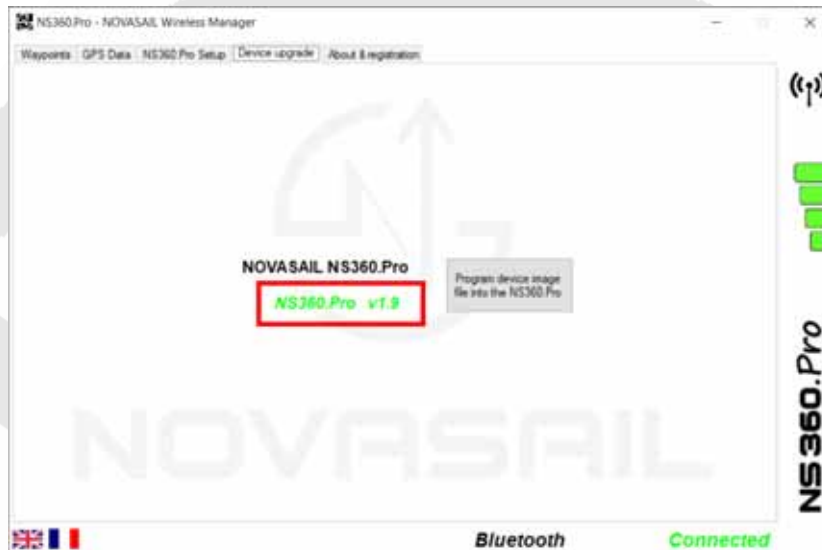 NS360.Pro - NOVASAIL Wireless Manager
Waypoints GPS Data NS360.Pro Setup Device upgrade About & registration
NOVASAIL NS360.Pro
NS360.Pro v1.9
Program device image
file into the NS360.Pro
NOVASAIL
NS360.Pro
Bluetooth Connected